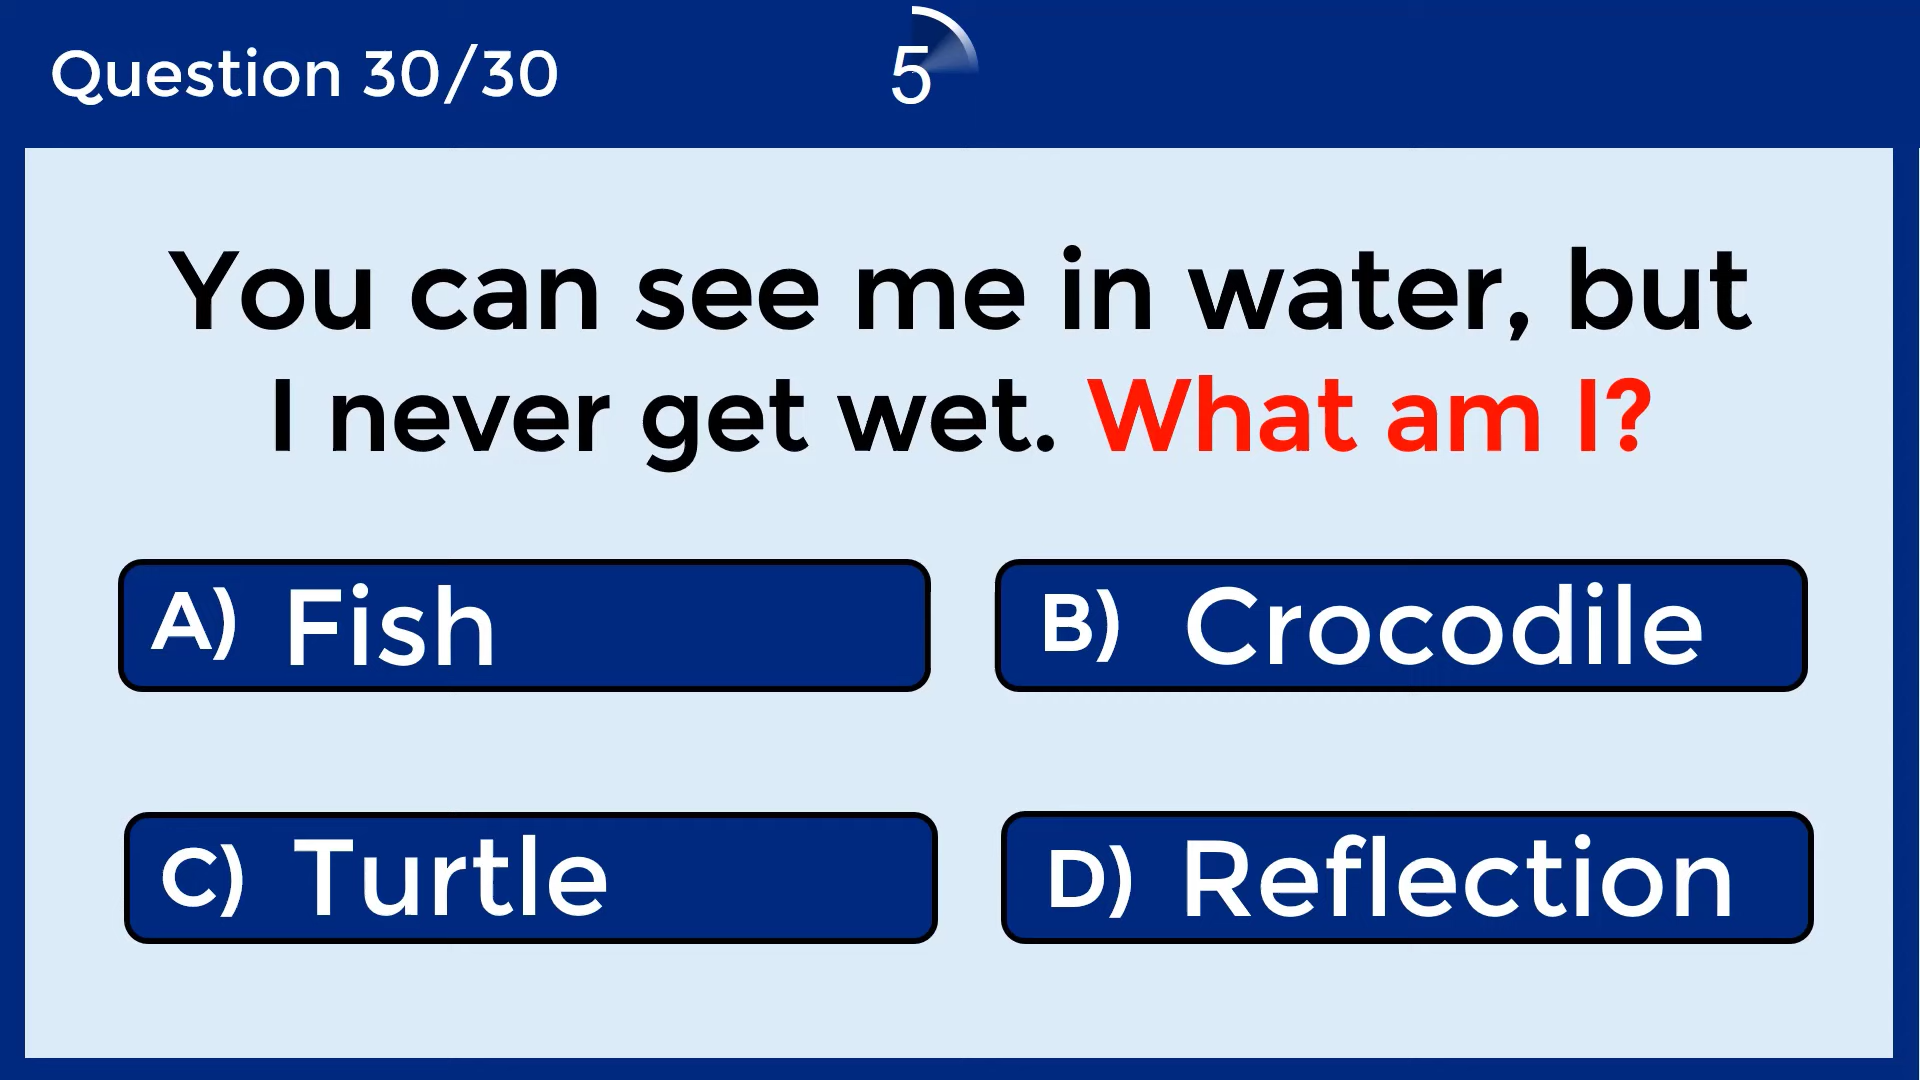 Question 30/30
5
You can see me in water, but
I never get wet. What am I?
A) Fish
B) Crocodile
C) Turtle
D) Reflection